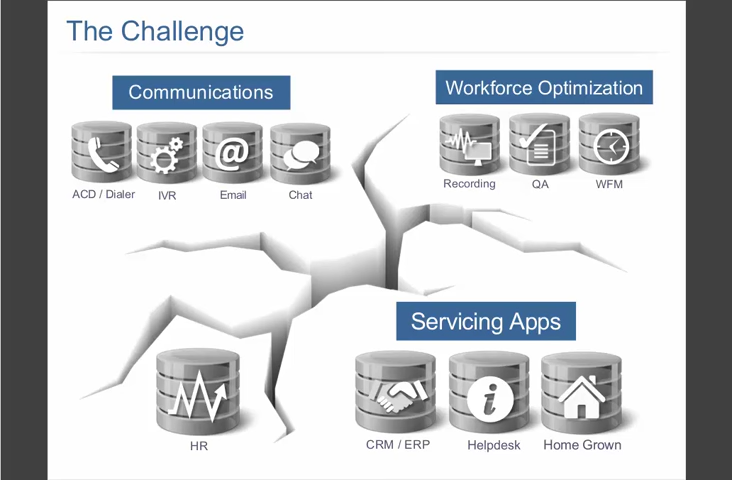 The Challenge
Communications
Workforce Optimization
ACD / Dialer
IVR
Email
Chat
Recording
QA
WFM
Servicing Apps
HR
CRM / ERP
Helpdesk
Home Grown